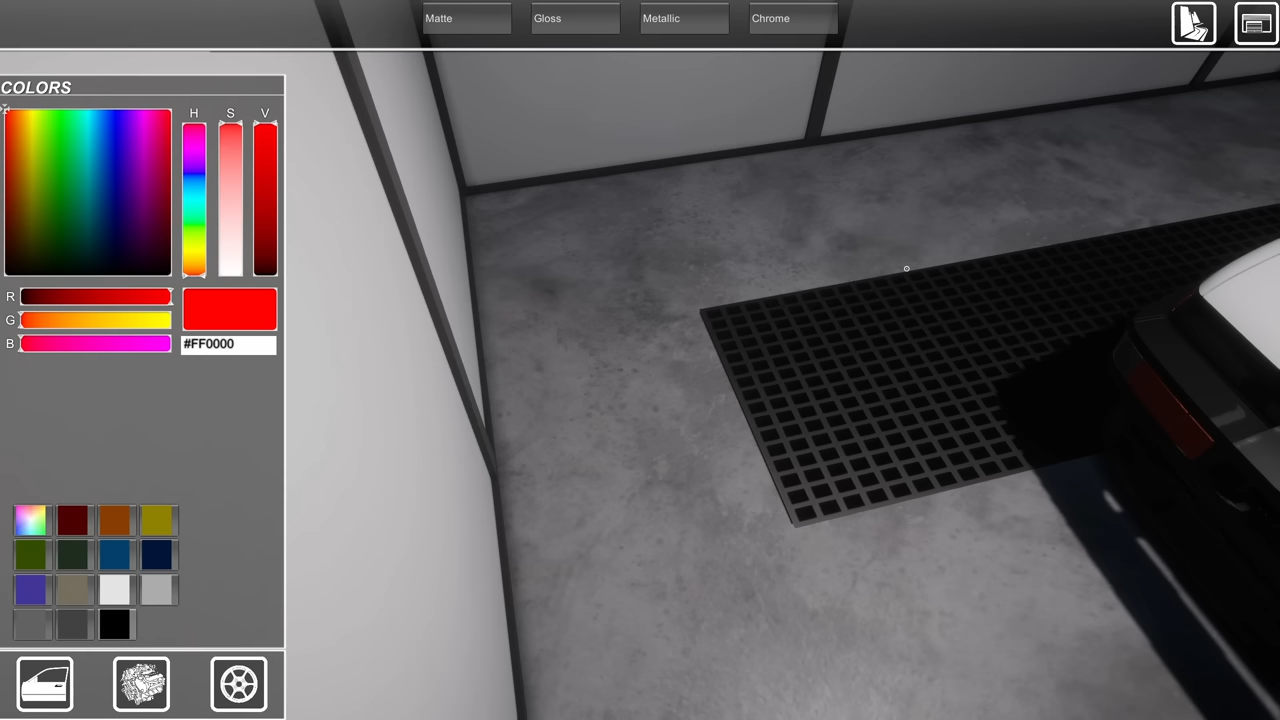 Matte
Gloss
Metallic
Chrome
COLORS
H S V
R
G
B
#FF0000